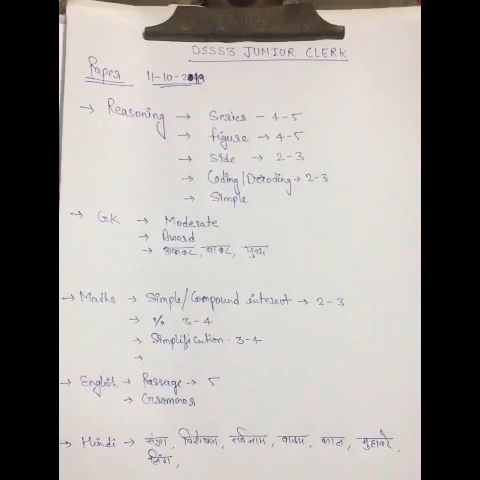 DSSSB JUNIOR CLERK
Paper 11-10-2019
→ Reasoning → Series - 4-5
→ figure → 4-5
→ Side → 2-3
→ Coding/Decoding → 2-3
→ Simple
→ GK → Moderate
→ Award
→ अकबर, बाबर,
→ Maths → Simple/Compound interest → 2-3
→ % 3-4
→ Simplification - 3-4
→
→ English → Passage → 5
→ Grammar
→ Hindi → संज्ञा, विशेषण, सर्वनाम, वाक्य, काल, मुहावरे,
लिंग,